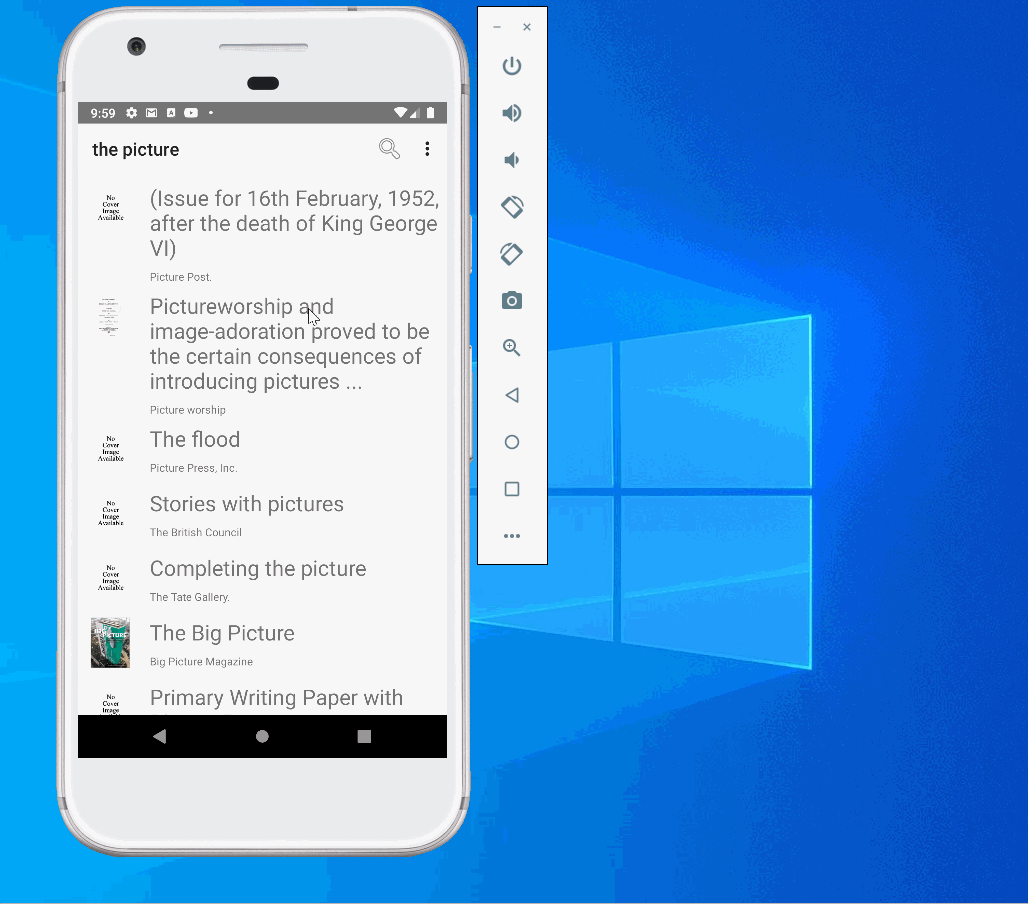 9:59
the picture
No
Cover
Image
Available
(Issue for 16th February, 1952,
after the death of King George
VI)
Picture Post.
Pictureworship and
image-adoration proved to be
the certain consequences of
introducing pictures ...
Picture worship
No
Cover
Image
Available
The flood
Picture Press, Inc.
No
Cover
Image
Available
Stories with pictures
The British Council
No
Cover
Image
Available
Completing the picture
The Tate Gallery.
PICTURE
The Big Picture
Big Picture Magazine
No
Cover
Image
Primary Writing Paper with